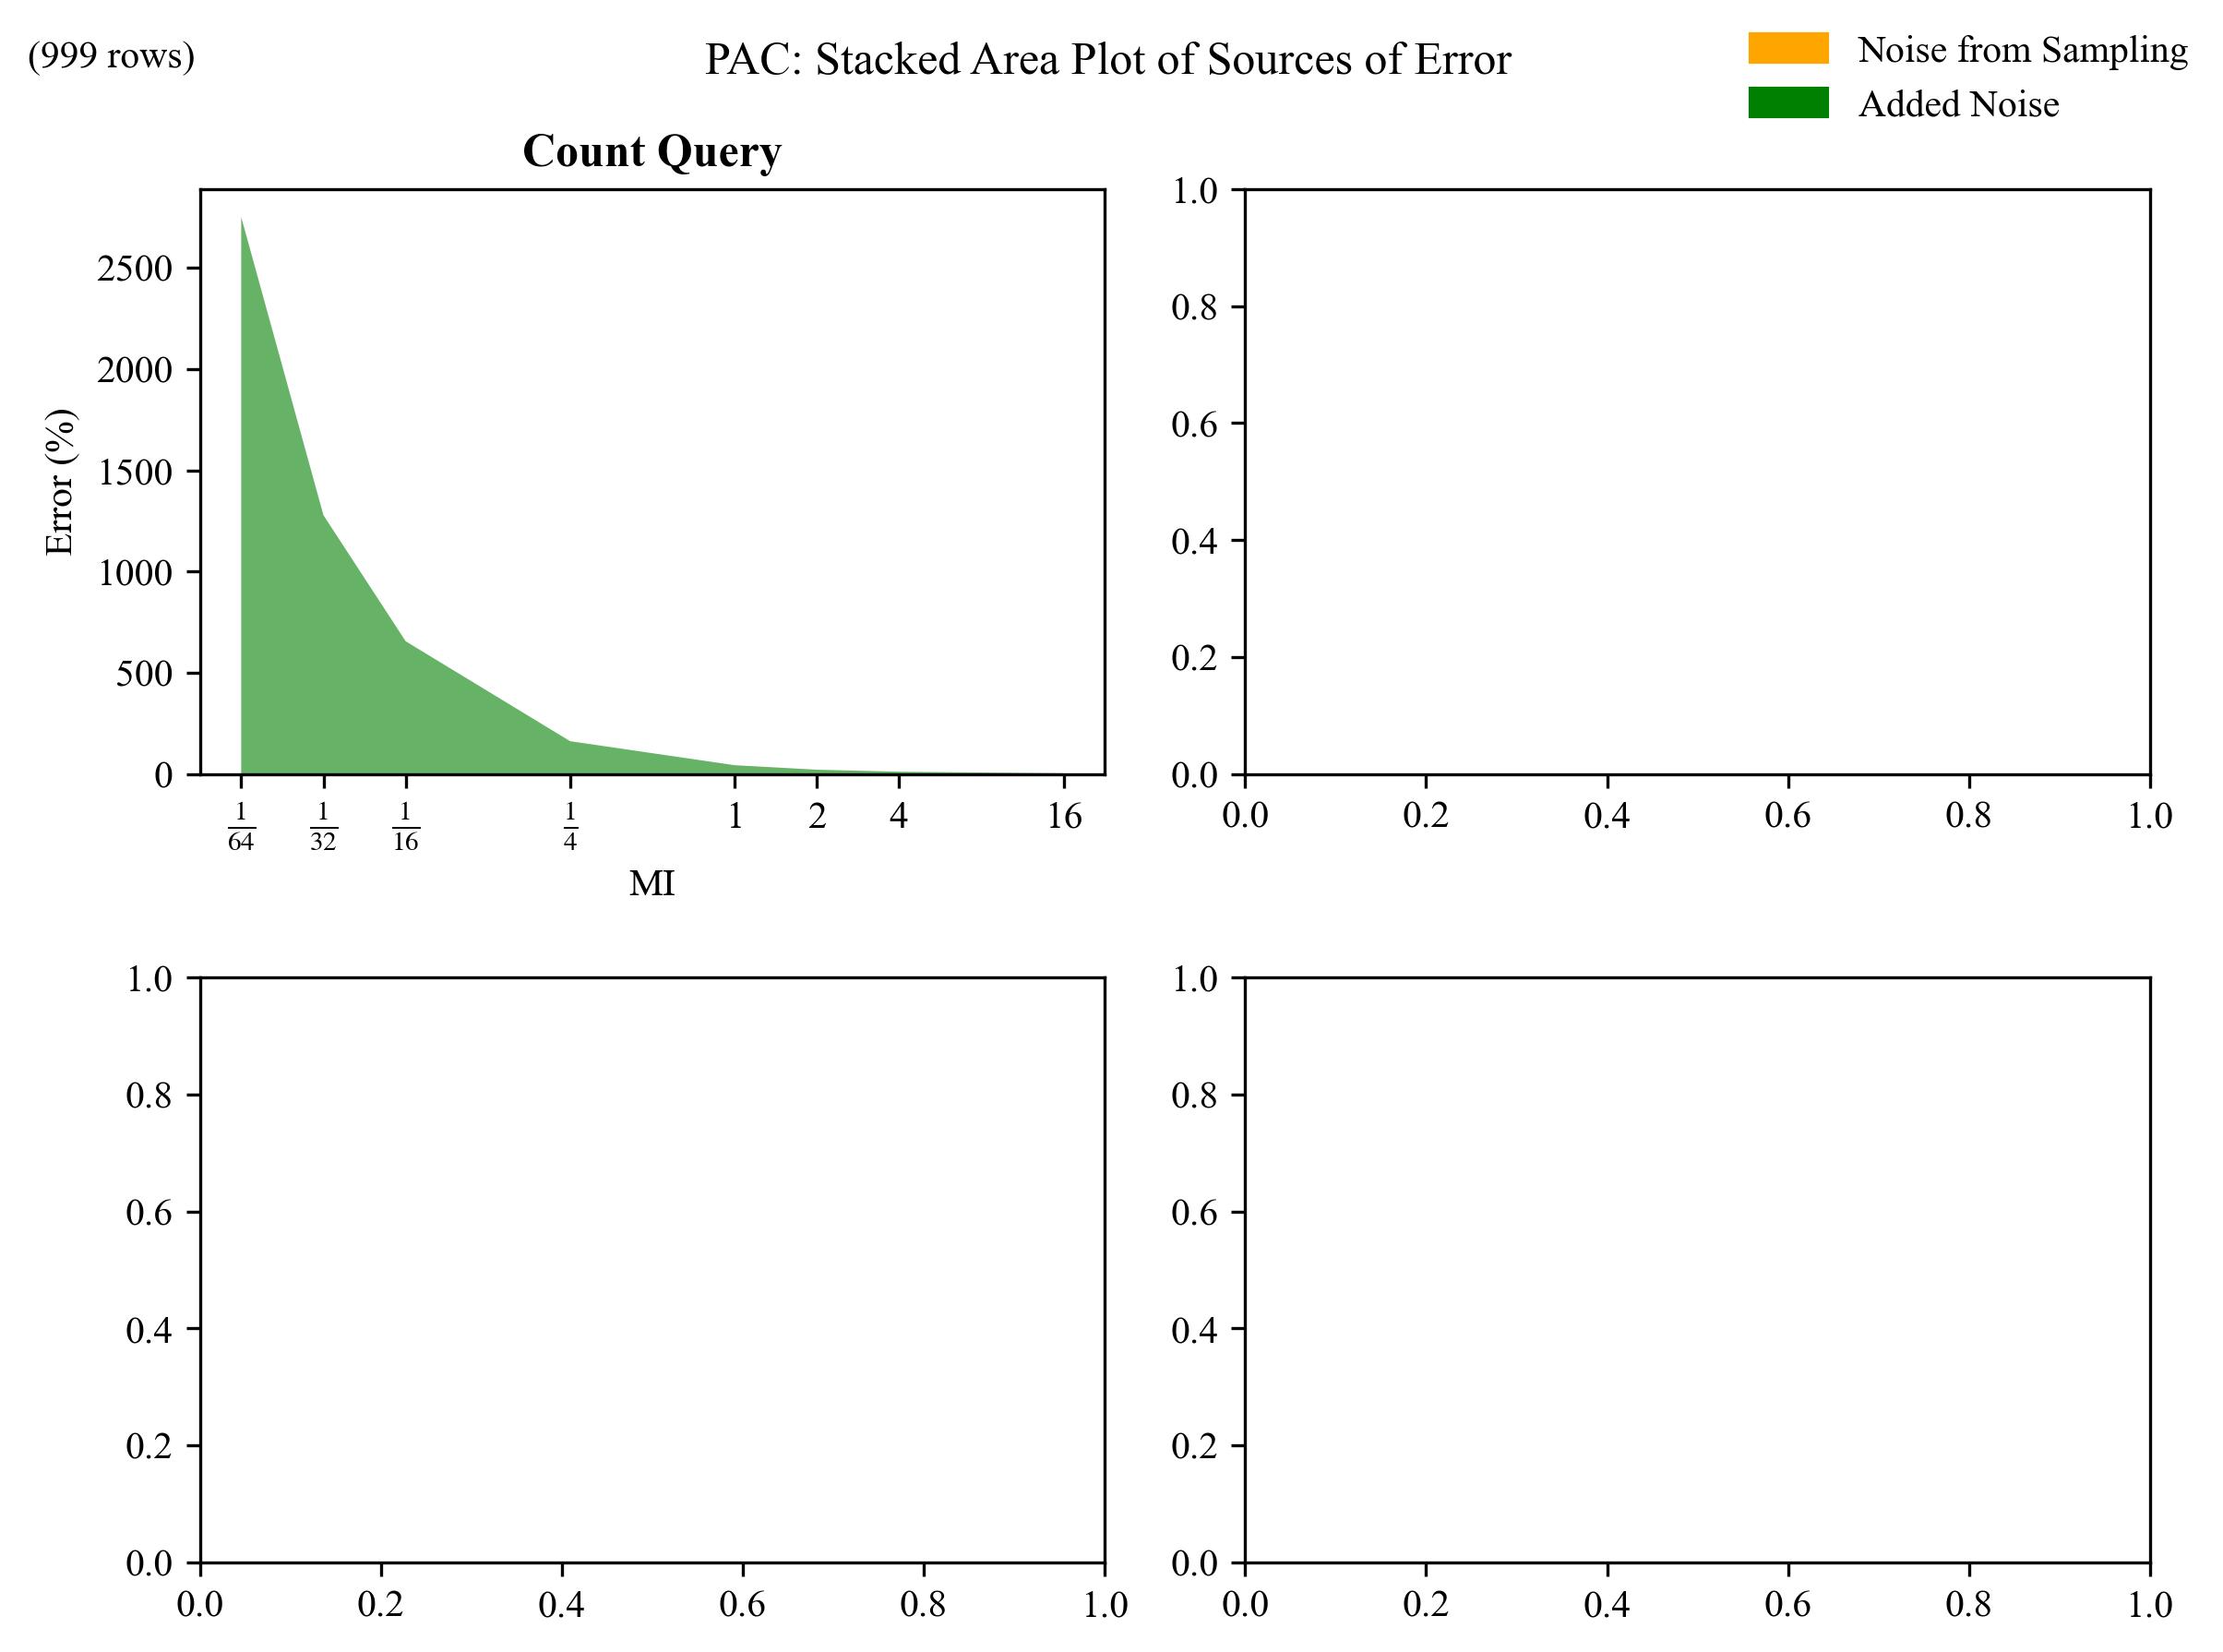 (999 rows)
PAC: Stacked Area Plot of Sources of Error
Noise from Sampling
Added Noise
Count Query
Error (%)
2500
2000
1500
1000
500
0
1/64 1/32 1/16 1/4 1 2 4 16
MI
1.0
0.8
0.6
0.4
0.2
0.0
0.0 0.2 0.4 0.6 0.8 1.0
1.0
0.8
0.6
0.4
0.2
0.0
0.0 0.2 0.4 0.6 0.8 1.0
1.0
0.8
0.6
0.4
0.2
0.0
0.0 0.2 0.4 0.6 0.8 1.0